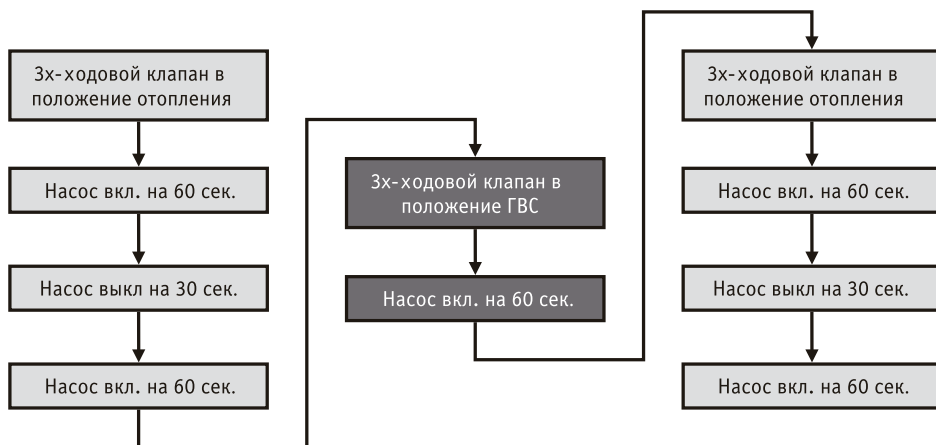 3х-ходовой клапан в
положение отопления
Насос вкл. на 60 сек.
Насос выкл на 30 сек.
Насос вкл. на 60 сек.
3х-ходовой клапан в
положение ГВС
Насос вкл. на 60 сек.
3х-ходовой клапан в
положение отопления
Насос вкл. на 60 сек.
Насос выкл на 30 сек.
Насос вкл. на 60 сек.